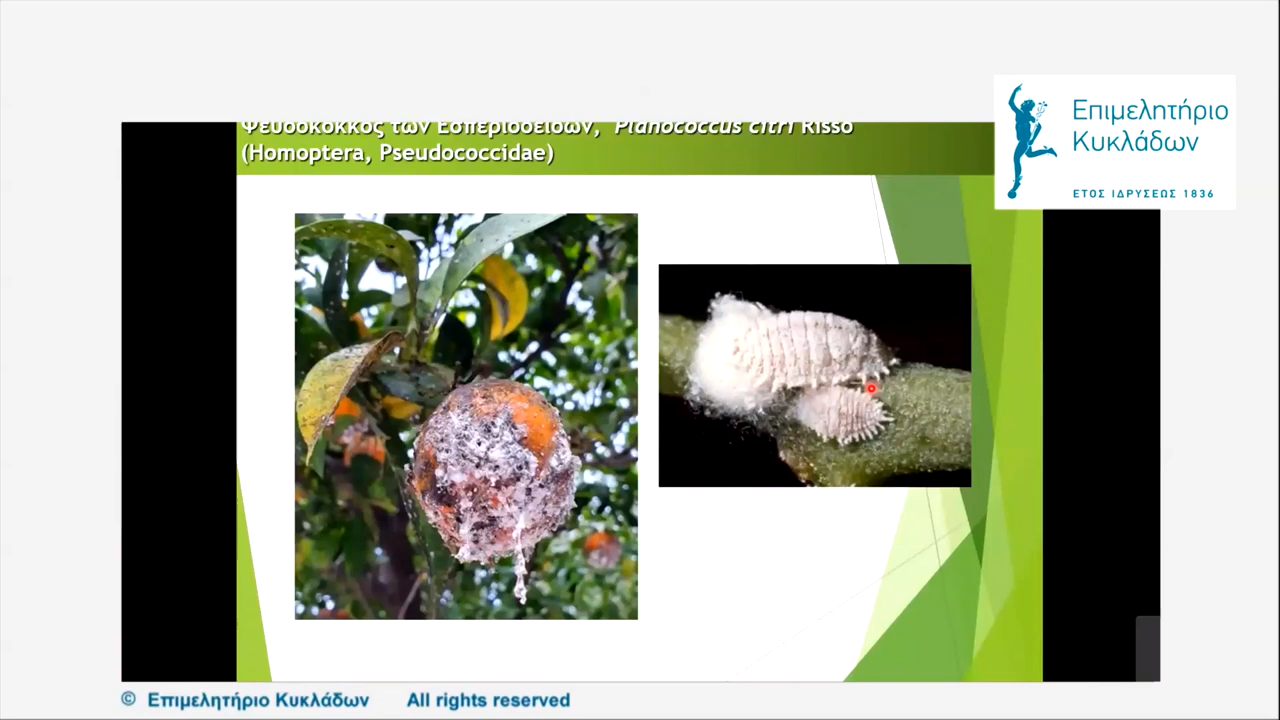 Ψευδόκοκκος των Εσπεριδοειδών, Planococcus citri Risso
(Homoptera, Pseudococcidae)
Επιμελητήριο
Κυκλάδων
ΕΤΟΣ ΙΔΡΥΣΕΩΣ 1836
© Επιμελητήριο Κυκλάδων All rights reserved